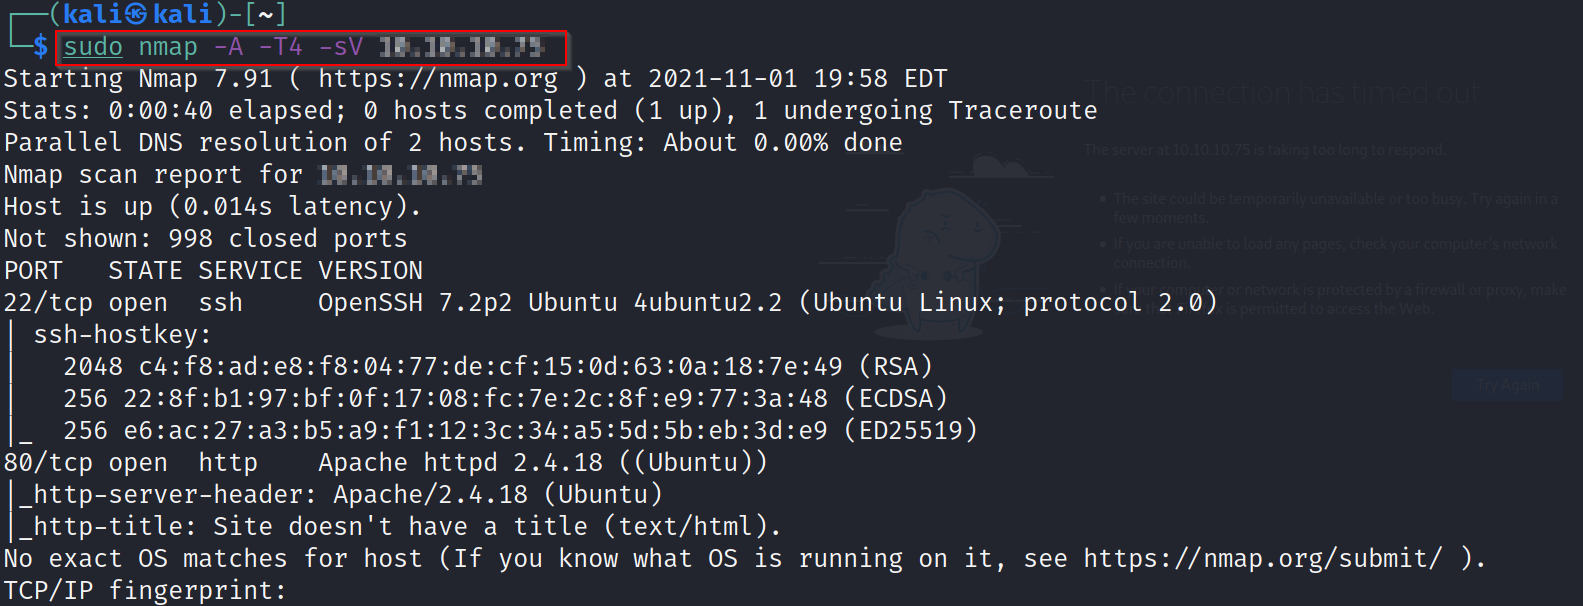 (kali㉿kali)-[~]
$ sudo nmap -A -T4 -sV 10.10.10.75
Starting Nmap 7.91 ( https://nmap.org ) at 2021-11-01 19:58 EDT
Stats: 0:00:40 elapsed; 0 hosts completed (1 up), 1 undergoing Traceroute
Parallel DNS resolution of 2 hosts. Timing: About 0.00% done
Nmap scan report for 10.10.10.75
Host is up (0.014s latency).
Not shown: 998 closed ports
PORT   STATE SERVICE VERSION
22/tcp open  ssh     OpenSSH 7.2p2 Ubuntu 4ubuntu2.2 (Ubuntu Linux; protocol 2.0)
| ssh-hostkey:
|   2048 c4:f8:ad:e8:f8:04:77:de:cf:15:0d:63:0a:18:7e:49 (RSA)
|   256 22:8f:b1:97:bf:0f:17:08:fc:7e:2c:8f:e9:77:3a:48 (ECDSA)
|_  256 e6:ac:27:a3:b5:a9:f1:12:3c:34:a5:5d:5b:eb:3d:e9 (ED25519)
80/tcp open  http    Apache httpd 2.4.18 ((Ubuntu))
|_http-server-header: Apache/2.4.18 (Ubuntu)
|_http-title: Site doesn't have a title (text/html).
No exact OS matches for host (If you know what OS is running on it, see https://nmap.org/submit/ ).
TCP/IP fingerprint:
The connection has timed out
The server at 10.10.10.75 is taking too long to respond.
The site could be temporarily unavailable or too busy. Try again in a
few moments.
If you are unable to load any pages, check your computer's network
connection.
If your computer or network is protected by a firewall or proxy, make
is permitted to access the Web.
Try Again